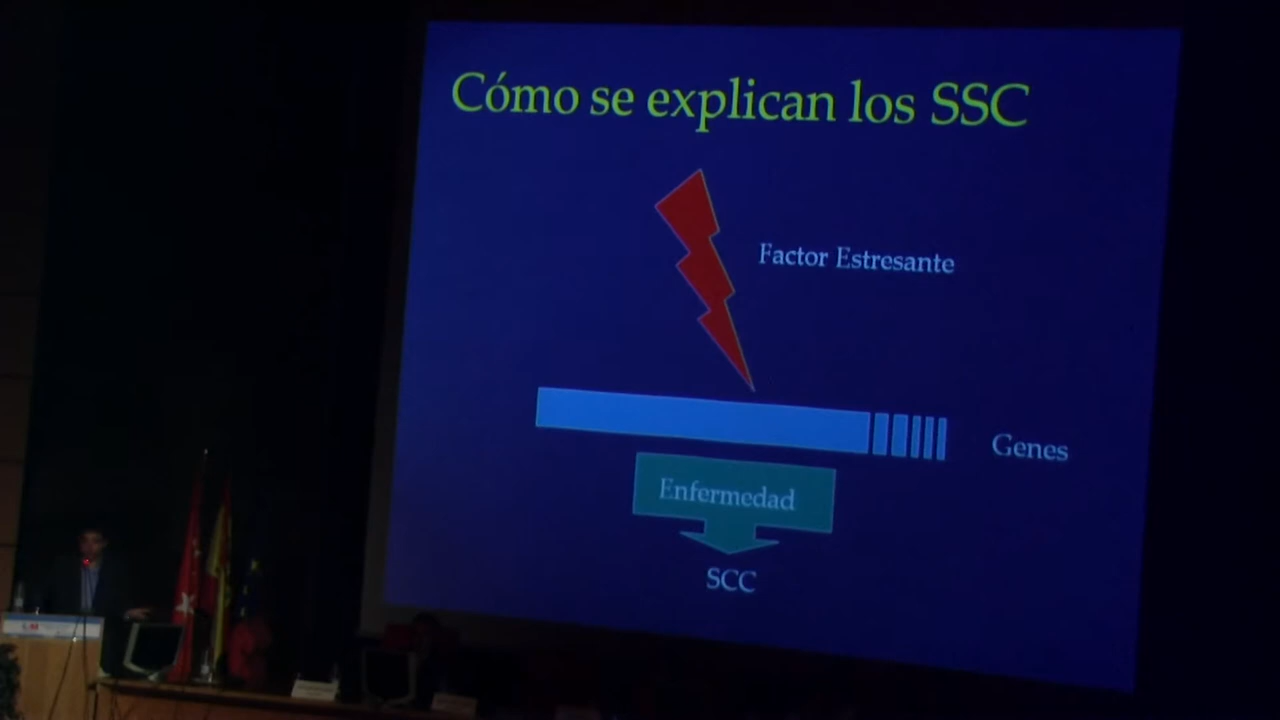 Cómo se explican los SSC
Factor Estresante
Genes
Enfermedad
SCC